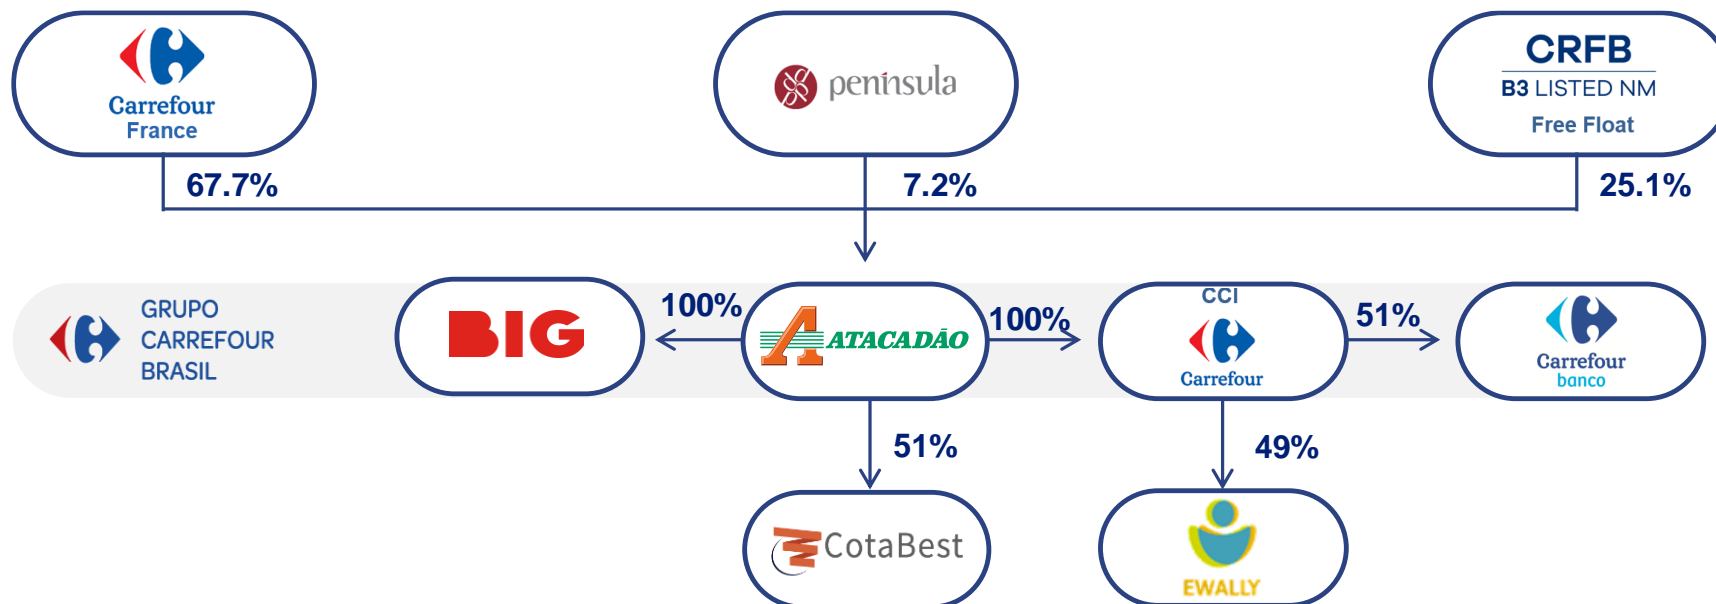 Carrefour
France
península
CRFB
B3 LISTED NM
Free Float
67.7%
7.2%
25.1%
GRUPO
CARREFOUR
BRASIL
BIG
100%
ATACADÃO
100%
CCI
Carrefour
51%
Carrefour
banco
51%
49%
CotaBest
EWALLY